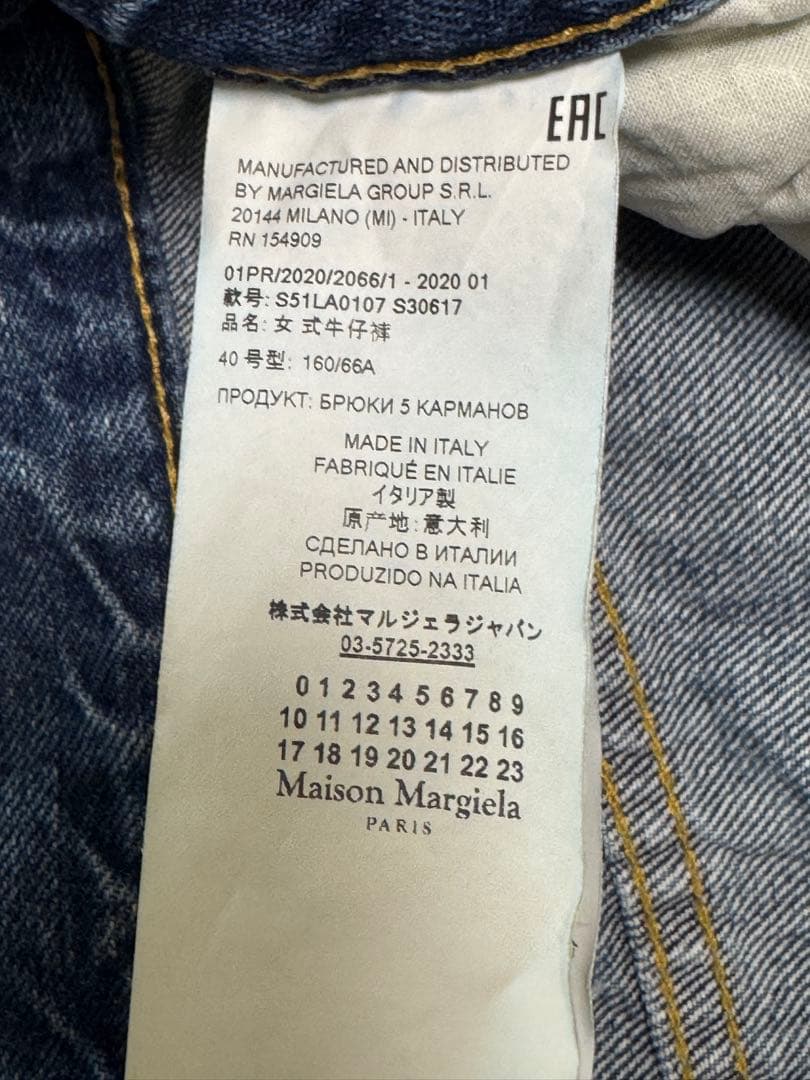 EAC
MANUFACTURED AND DISTRIBUTED
BY MARGIELA GROUP S.R.L.
20144 MILANO (MI) - ITALY
RN 154909
01PR/2020/2066/1 - 2020 01
款号: S51LA0107 S30617
品名: 女 式牛仔裤
40 号型: 160/66A
ПРОДУКТ: БРЮКИ 5 КАРМАНОВ
MADE IN ITALY
FABRIQUÉ EN ITALIE
イタリア製
原产地:意大利
СДЕЛАНО В ИТАЛИИ
PRODUZIDO NA ITALIA
株式会社マルジェラジャパン
03-5725-2333
0 1 2 3 4 5 6 7 8 9
10 11 12 13 14 15 16
17 18 19 20 21 22 23
Maison Margiela
PARIS